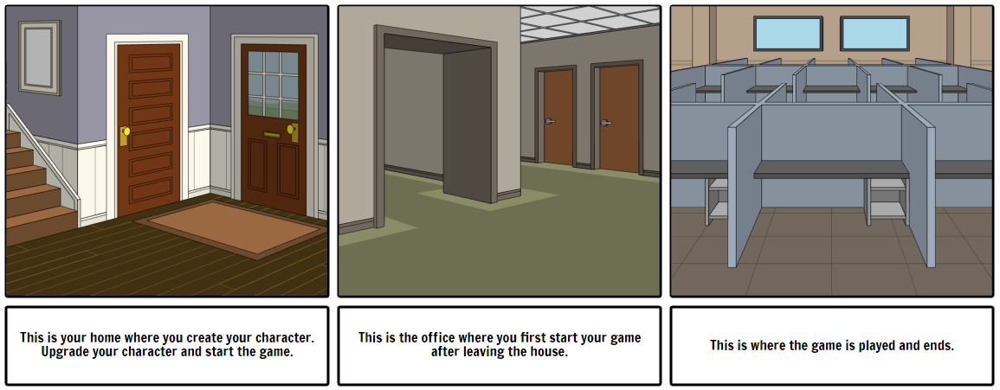 This is your home where you create your character.
Upgrade your character and start the game.
This is the office where you first start your game
after leaving the house.
This is where the game is played and ends.